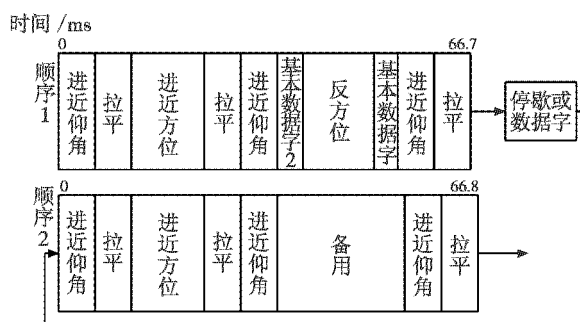 时间/ms
0 66.7
顺序1
进近仰角
拉平
进近方位
拉平
进近仰角
基本数据字2
反方位
基本数据字
进近仰角
拉平
停歇或
数据字
0 66.8
顺序2
进近仰角
拉平
进近方位
拉平
进近仰角
备用
进近仰角
拉平